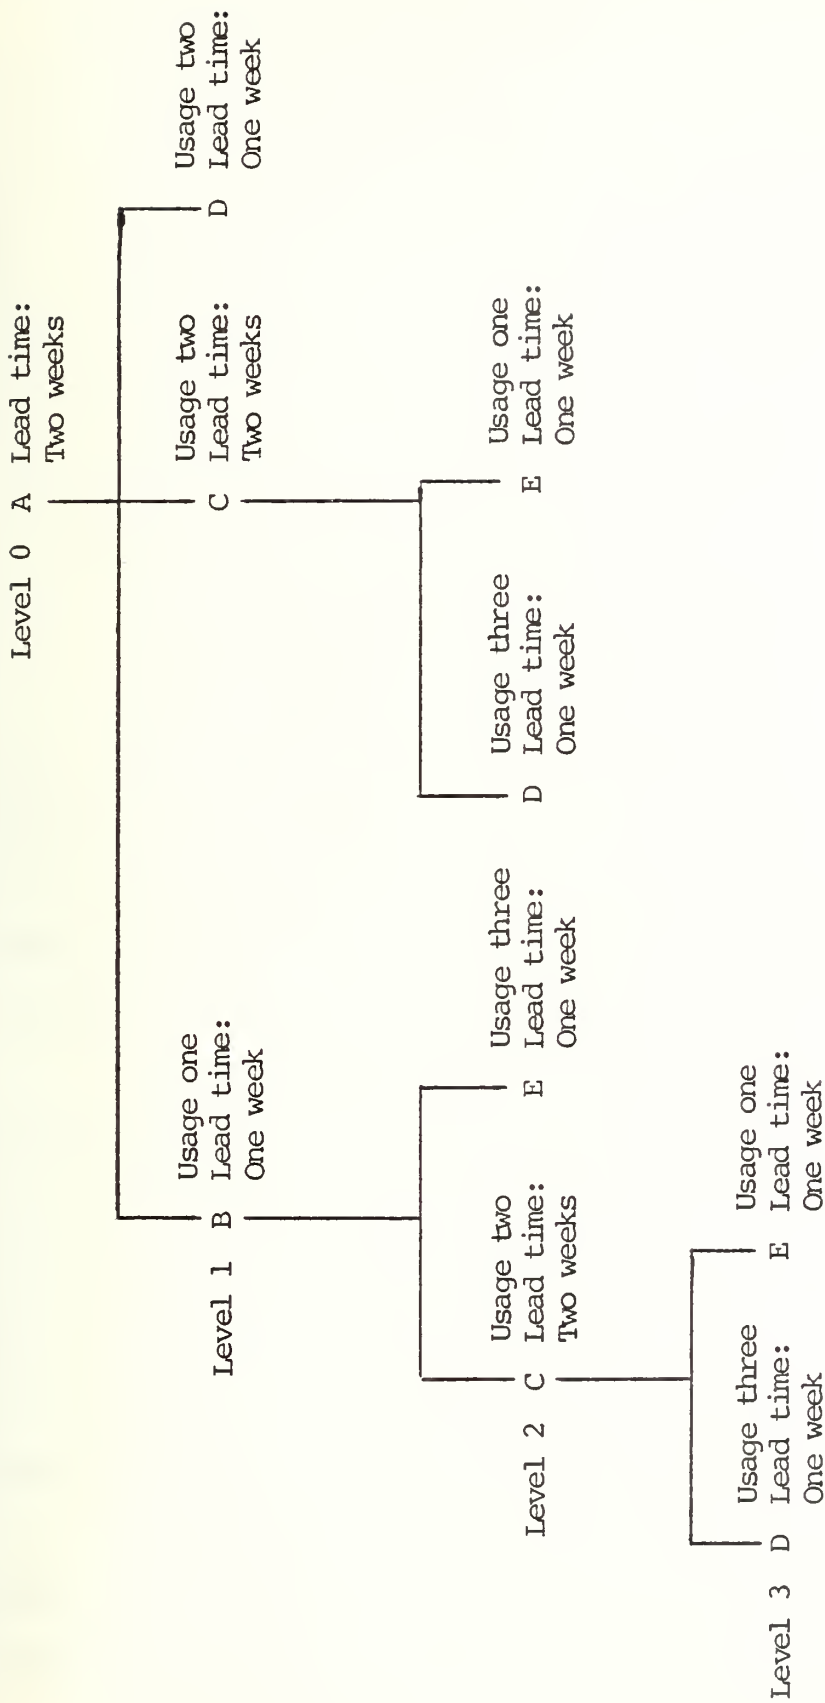 Level 0 A Lead time:
Two weeks
Usage one
Level 1 B Lead time:
One week
Usage two
C Lead time:
Two weeks
Usage two
D Lead time:
One week
Usage two
Level 2 C Lead time:
Two weeks
Usage three
E Lead time:
One week
Usage three
D Lead time:
One week
Usage one
E Lead time:
One week
Usage three
Level 3 D Lead time:
One week
Usage one
E Lead time:
One week